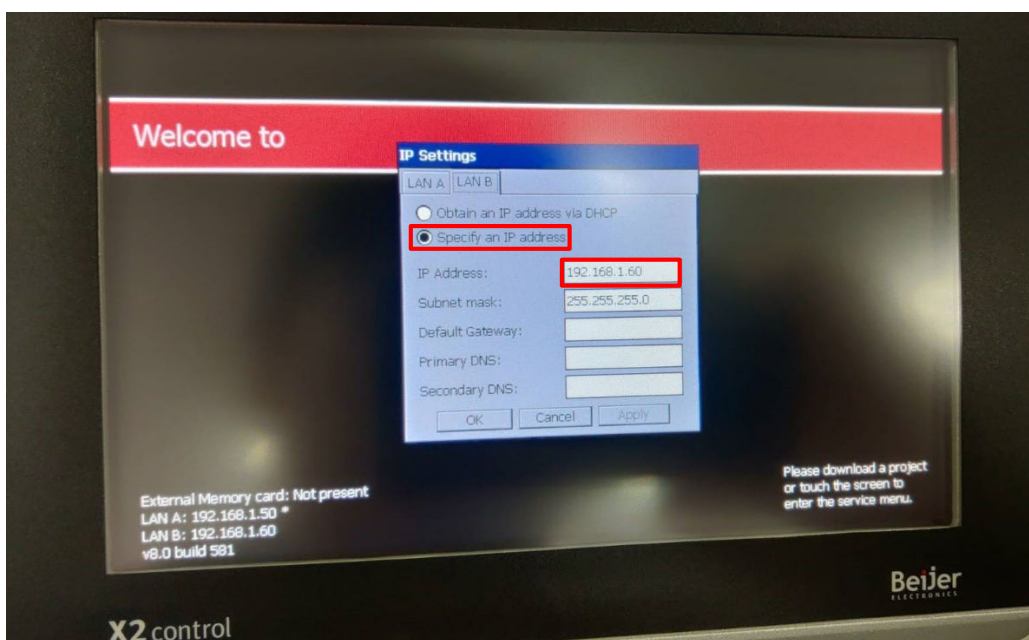 Welcome to
IP Settings
LAN A LAN B
Obtain an IP address via DHCP
Specify an IP address
IP Address: 192.168.1.60
Subnet mask: 255.255.255.0
Default Gateway:
Primary DNS:
Secondary DNS:
OK Cancel Apply
Please download a project
or touch the screen to
enter the service menu.
External Memory card: Not present
LAN A: 192.168.1.50 *
LAN B: 192.168.1.60
v8.0 build 581
Beijer
ELECTRONICS
X2 control